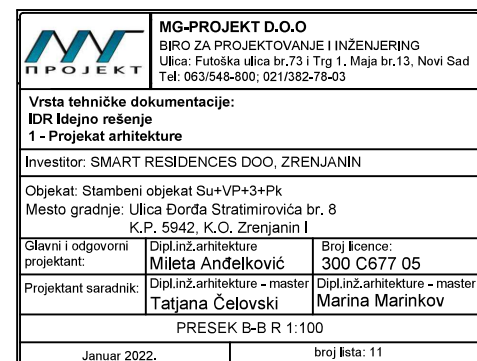 ПРОЈЕКТ
MG-PROJEKT D.O.O
BIRO ZA PROJEKTOVANJE I INŽENJERING
Ulica: Futoška ulica br.73 i Trg 1. Maja br.13, Novi Sad
Tel: 063/548-800; 021/382-78-03
Vrsta tehničke dokumentacije:
IDR Idejno rešenje
1 - Projekat arhitekture
Investitor: SMART RESIDENCES DOO, ZRENJANIN
Objekat: Stambeni objekat Su+VP+3+Pk
Mesto gradnje: Ulica Đorđa Stratimirovića br. 8
K.P. 5942, K.O. Zrenjanin I
Glavni i odgovorni projektant:
Dipl.inž.arhitekture
Mileta Anđelković
Broj licence:
300 C677 05
Projektant saradnik:
Dipl.inž.arhitekture - master
Tatjana Čelovski
Dipl.inž.arhitekture - master
Marina Marinkov
PRESEK B-B R 1:100
Januar 2022.
broj lista: 11